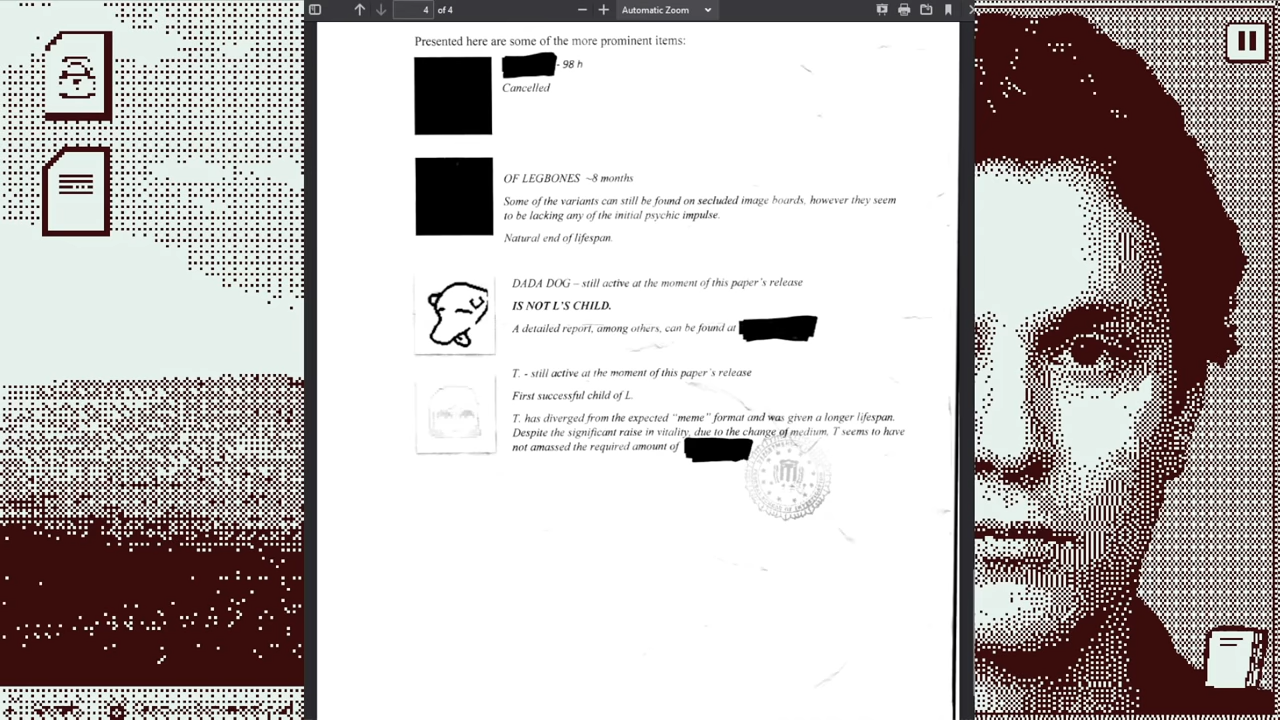 4 of 4 Automatic Zoom
Presented here are some of the more prominent items:
- 98 h
Cancelled
OF LEGBONES ~8 months
Some of the variants can still be found on secluded image boards, however they seem
to be lacking any of the initial psychic impulse.
Natural end of lifespan.
DADA DOG – still active at the moment of this paper's release
IS NOT L'S CHILD.
A detailed report, among others, can be found at
T. - still active at the moment of this paper's release
First successful child of L.
T. has diverged from the expected "meme" format and was given a longer lifespan.
Despite the significant raise in vitality, due to the change of medium, T seems to have
not amassed the required amount of